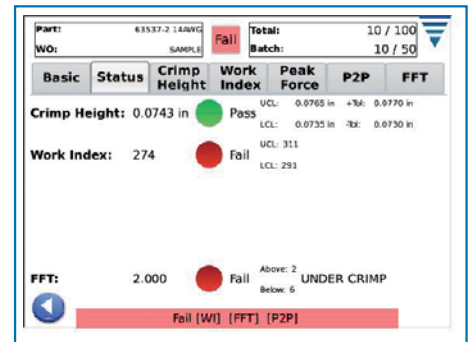 Part: 63537-2 14AWG Fail Total: 10 / 100
WO: SAMPLE Batch: 10 / 50
Basic Status Crimp Height Work Index Peak Force P2P FFT
Crimp Height: 0.0743 in Pass UCL: 0.0765 in +Tol: 0.0770 in
LCL: 0.0735 in -Tol: 0.0730 in
Work Index: 274 Fail UCL: 311
LCL: 291
FFT: 2.000 Fail Above: 2 UNDER CRIMP
Below: 6
Fail [WI] [FFT] [P2P]